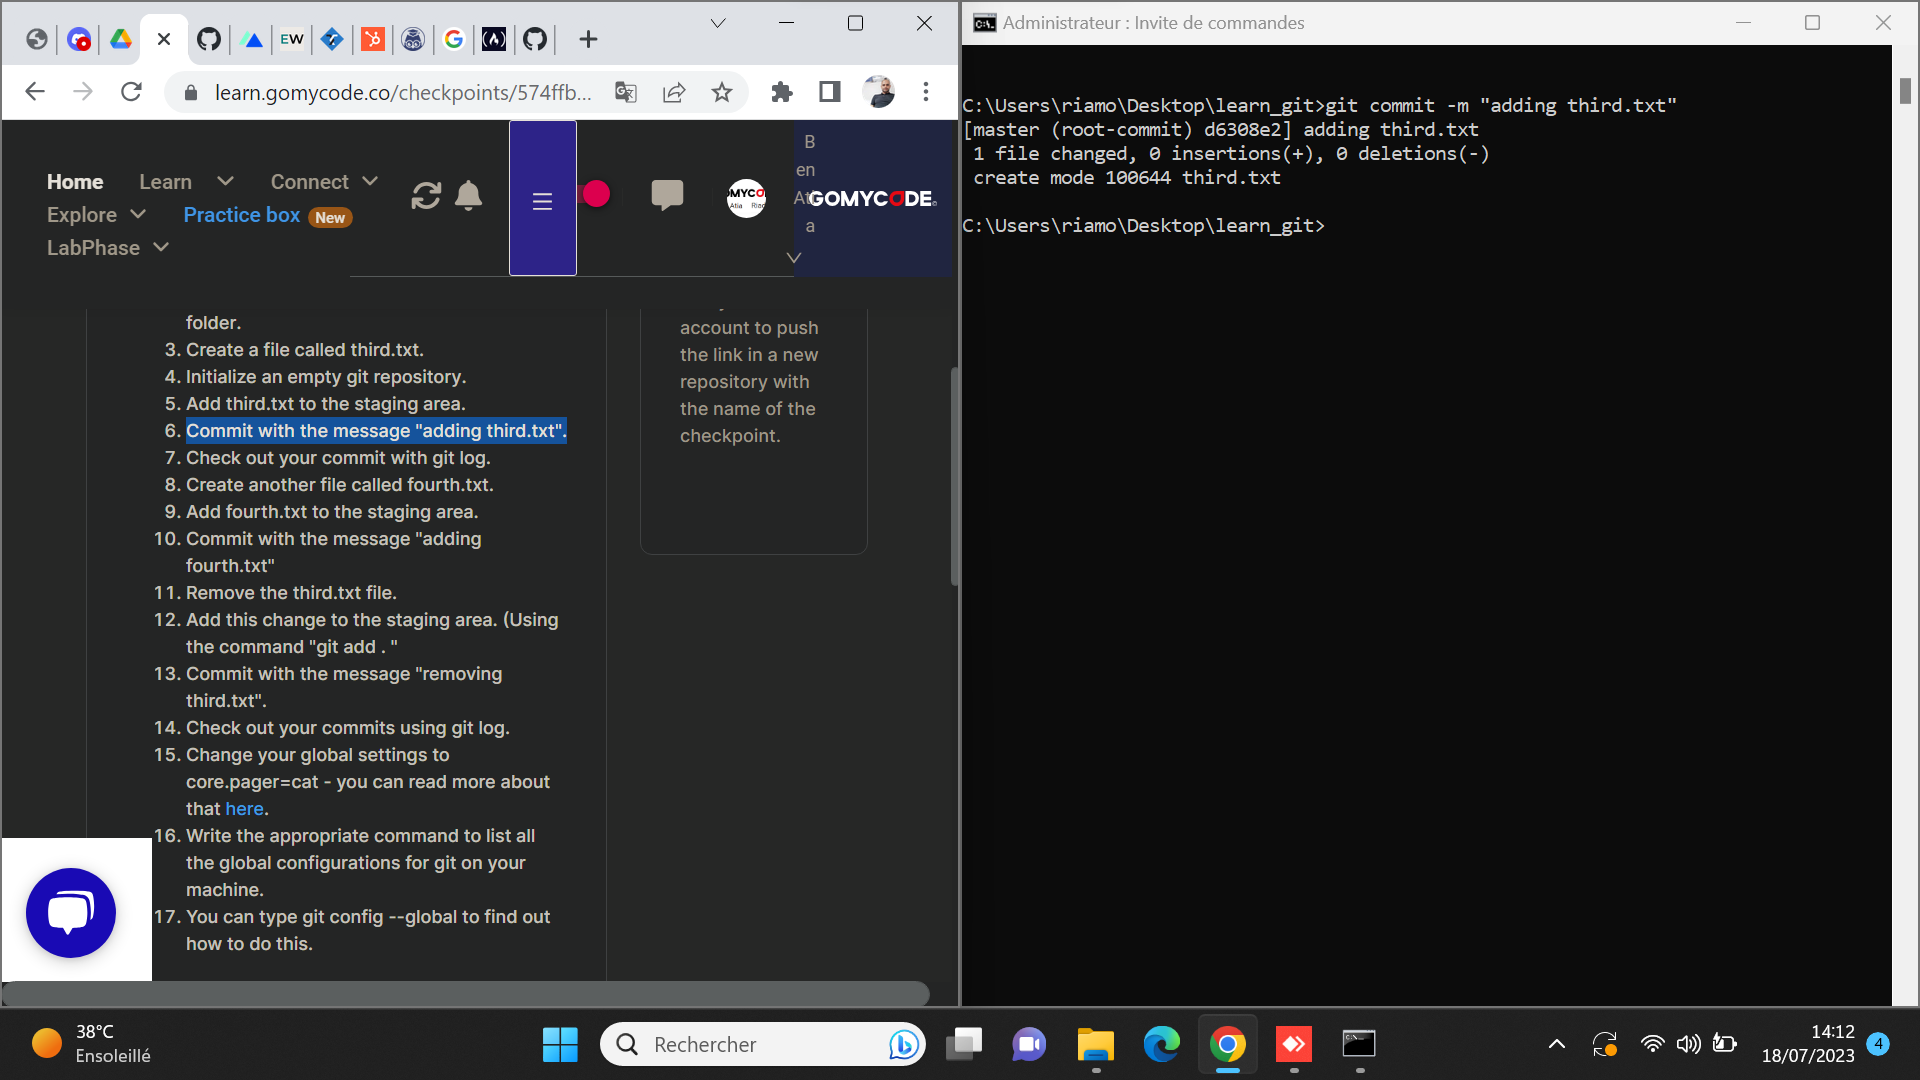 EW
learn.gomycode.co/checkpoints/574ffb...
Home
Learn
Connect
Explore
Practice box
New
LabPhase
B
en
Ati
a
GOMYCODE
folder.
3. Create a file called third.txt.
4. Initialize an empty git repository.
5. Add third.txt to the staging area.
6. Commit with the message "adding third.txt".
7. Check out your commit with git log.
8. Create another file called fourth.txt.
9. Add fourth.txt to the staging area.
10. Commit with the message "adding
fourth.txt"
11. Remove the third.txt file.
12. Add this change to the staging area. (Using
the command "git add . "
13. Commit with the message "removing
third.txt".
14. Check out your commits using git log.
15. Change your global settings to
core.pager=cat - you can read more about
that here.
16. Write the appropriate command to list all
the global configurations for git on your
machine.
17. You can type git config --global to find out
how to do this.
account to push
the link in a new
repository with
the name of the
checkpoint.
Administrateur : Invite de commandes
C:\Users\riamo\Desktop\learn_git>git commit -m "adding third.txt"
[master (root-commit) d6308e2] adding third.txt
1 file changed, 0 insertions(+), 0 deletions(-)
create mode 100644 third.txt
C:\Users\riamo\Desktop\learn_git>
38°C
Ensoleillé
Rechercher
14:12
18/07/2023
4